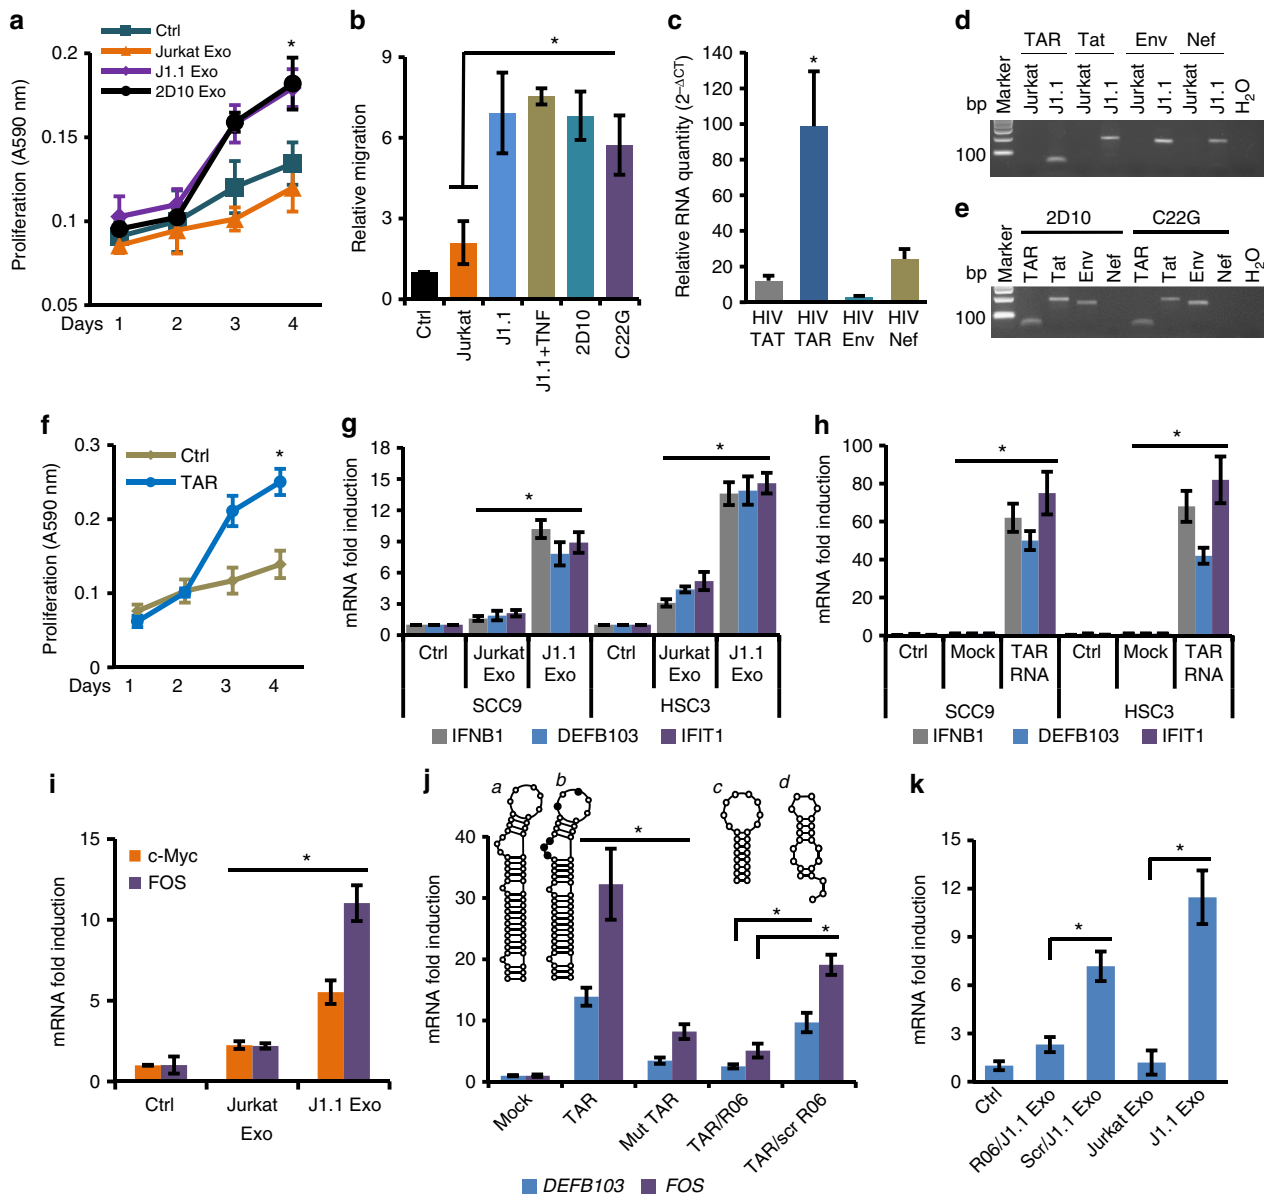 a
Ctrl
Jurkat Exo
J1.1 Exo
2D10 Exo
*
0.2
0.15
0.1
0.05
Proliferation (A590 nm)
Days 1 2 3 4
b
*
9
6
3
0
Relative migration
Ctrl
Jurkat
J1.1
J1.1+TNF
2D10
C22G
c
140
120
100
80
60
40
20
0
*
Relative RNA quantity (2^–ΔCT)
HIV TAT
HIV TAR
HIV Env
HIV Nef
d
TAR Tat Env Nef
bp Marker Jurkat J1.1 Jurkat J1.1 Jurkat J1.1 Jurkat J1.1 H2O
100
e
2D10 C22G
bp Marker TAR Tat Env Nef TAR Tat Env Nef H2O
100
f
Ctrl
TAR
*
0.3
0.2
0.1
0
Proliferation (A590 nm)
Days 1 2 3 4
g
18
15
12
9
6
3
0
* *
mRNA fold induction
Ctrl Jurkat Exo J1.1 Exo Ctrl Jurkat Exo J1.1 Exo
SCC9 HSC3
IFNB1 DEFB103 IFIT1
h
100
80
60
40
20
0
* *
mRNA fold induction
Ctrl Mock TAR RNA Ctrl Mock TAR RNA
SCC9 HSC3
IFNB1 DEFB103 IFIT1
i
15
10
5
0
c-Myc
FOS
*
mRNA fold induction
Ctrl Jurkat J1.1 Exo
Exo
j
a b c d
40
30
20
10
0
*
*
*
mRNA fold induction
Mock
TAR
Mut TAR
TAR/R06
TAR/scr R06
DEFB103 FOS
k
15
12
9
6
3
0
*
*
mRNA fold induction
Ctrl
R06/J1.1 Exo
Scr/J1.1 Exo
Jurkat Exo
J1.1 Exo